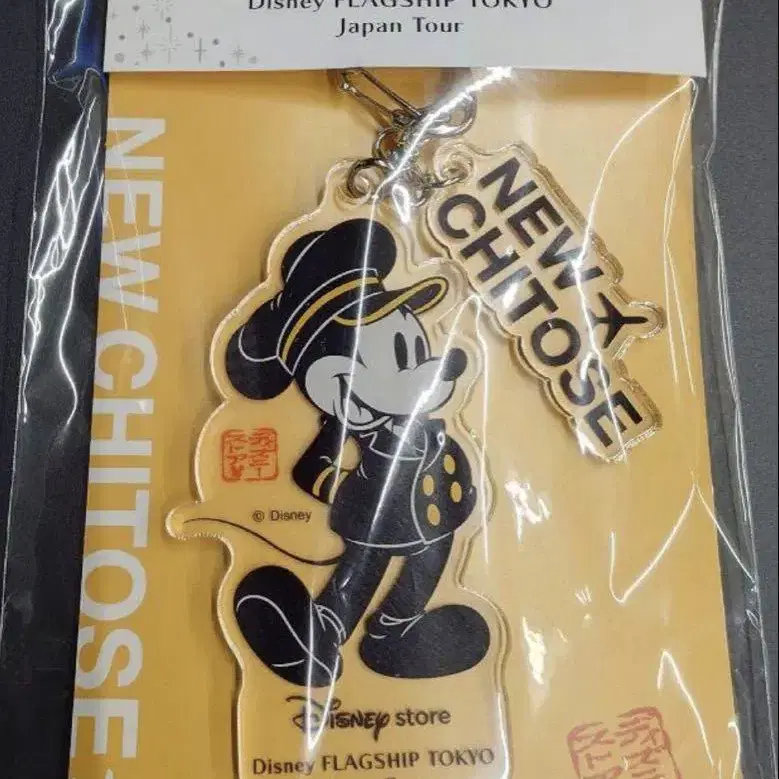 Disney FLAGSHIP TOKYO
Japan Tour
NEW CHITOSE
NEW
CHITOSE
© Disney
Disney store
Disney FLAGSHIP TOKYO